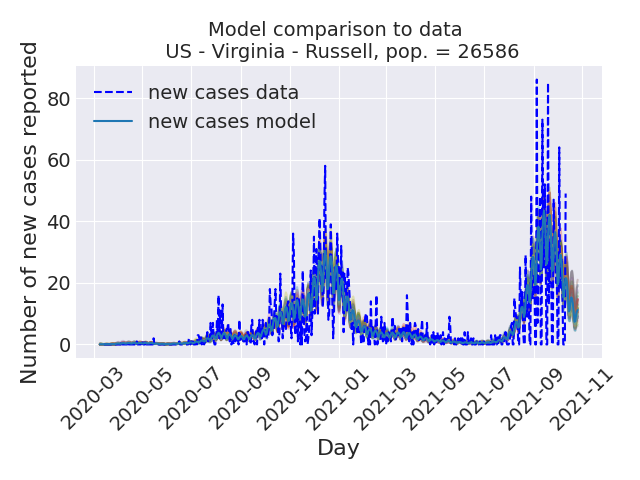 Model comparison to data
US - Virginia - Russell, pop. = 26586
Number of new cases reported
new cases data
new cases model
80
60
40
20
0
2020-03
2020-05
2020-07
2020-09
2020-11
2021-01
2021-03
2021-05
2021-07
2021-09
2021-11
Day